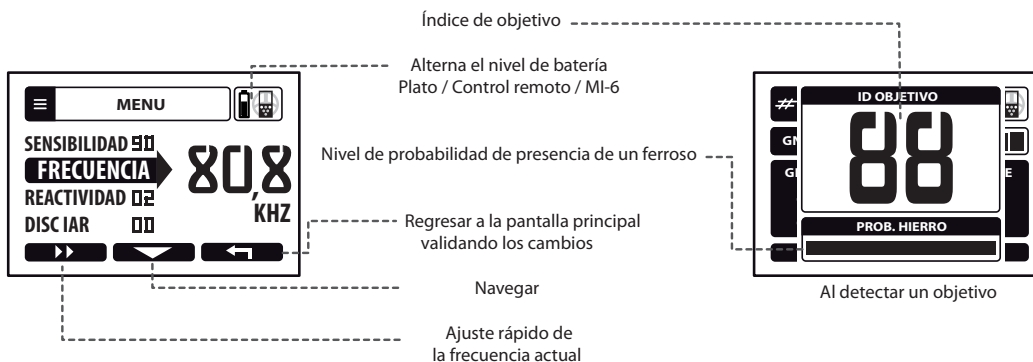 Índice de objetivo
Alterna el nivel de batería
Plato / Control remoto / MI-6
MENU
SENSIBILIDAD 90
FRECUENCIA
REACTIVIDAD 02
DISC IAR 00
80,8
KHZ
Nivel de probabilidad de presencia de un ferroso
Regresar a la pantalla principal
validando los cambios
Navegar
Ajuste rápido de
la frecuencia actual
ID OBJETIVO
88
GN
G
E
PROB. HIERRO
Al detectar un objetivo